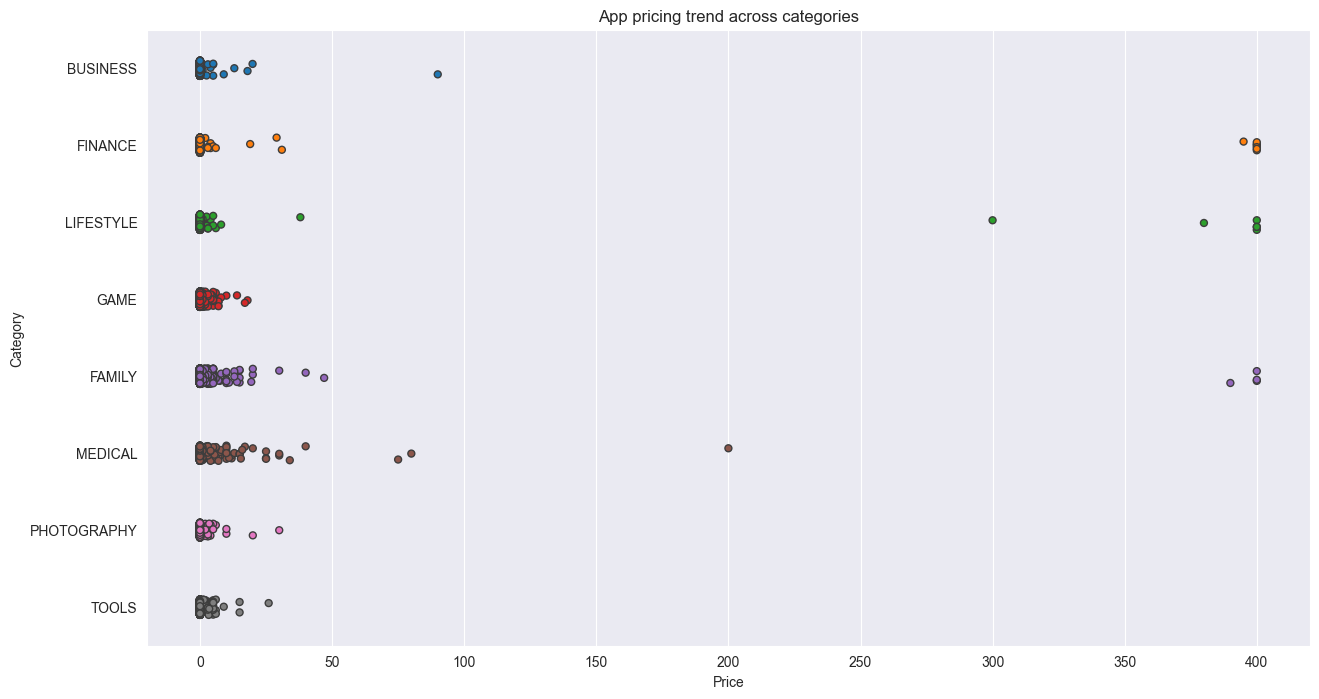 App pricing trend across categories
Category
BUSINESS
FINANCE
LIFESTYLE
GAME
FAMILY
MEDICAL
PHOTOGRAPHY
TOOLS
0 50 100 150 200 250 300 350 400
Price